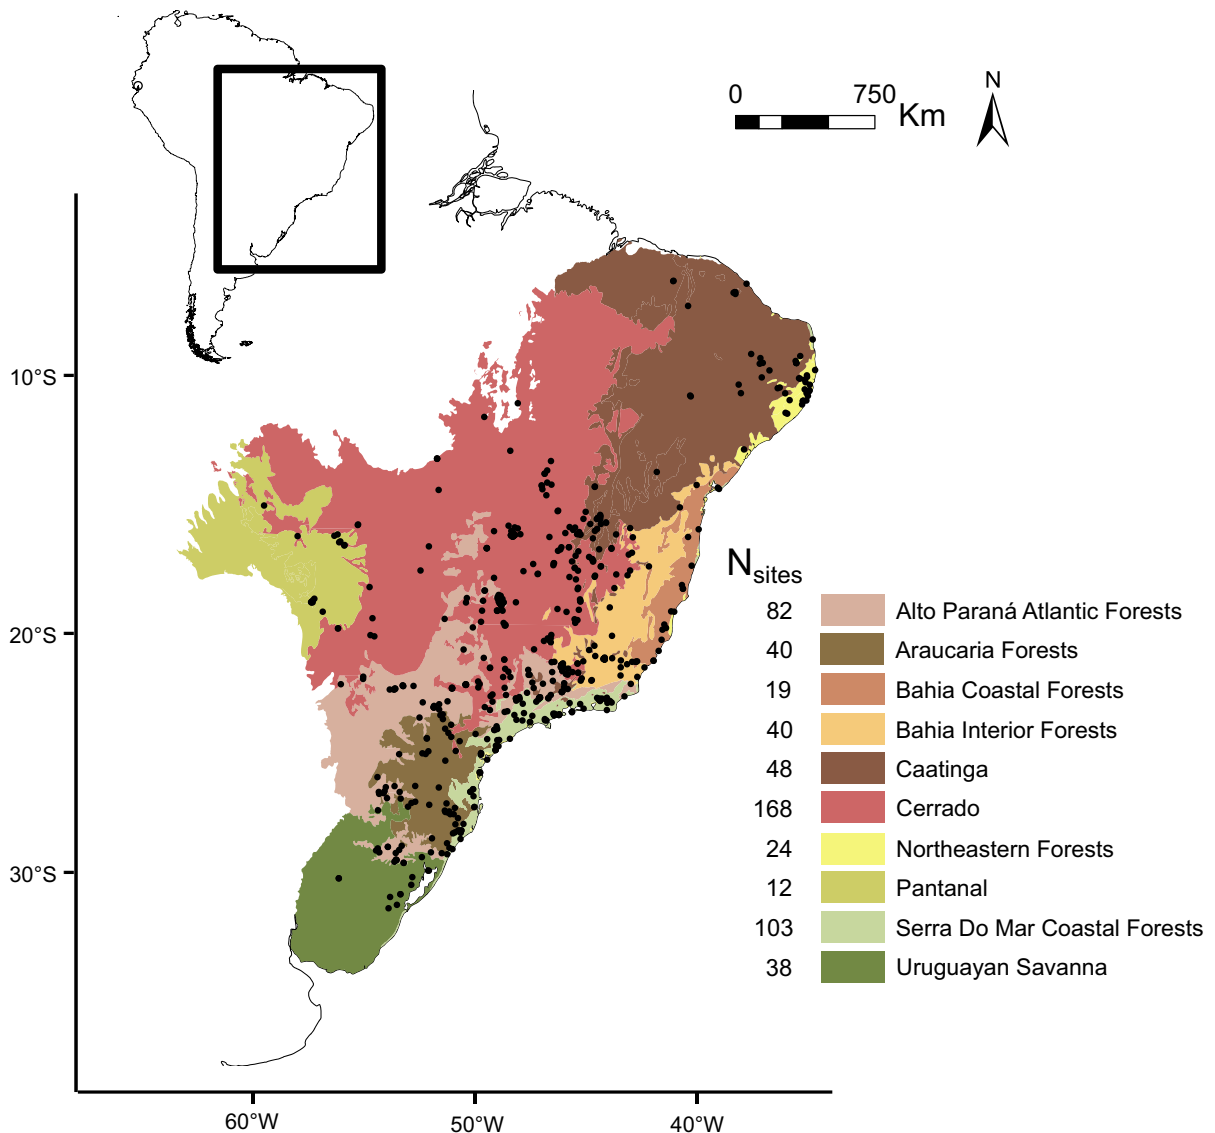 0 750 Km
N
10°S
20°S
30°S
60°W 50°W 40°W
Nsites
82 Alto Paraná Atlantic Forests
40 Araucaria Forests
19 Bahia Coastal Forests
40 Bahia Interior Forests
48 Caatinga
168 Cerrado
24 Northeastern Forests
12 Pantanal
103 Serra Do Mar Coastal Forests
38 Uruguayan Savanna